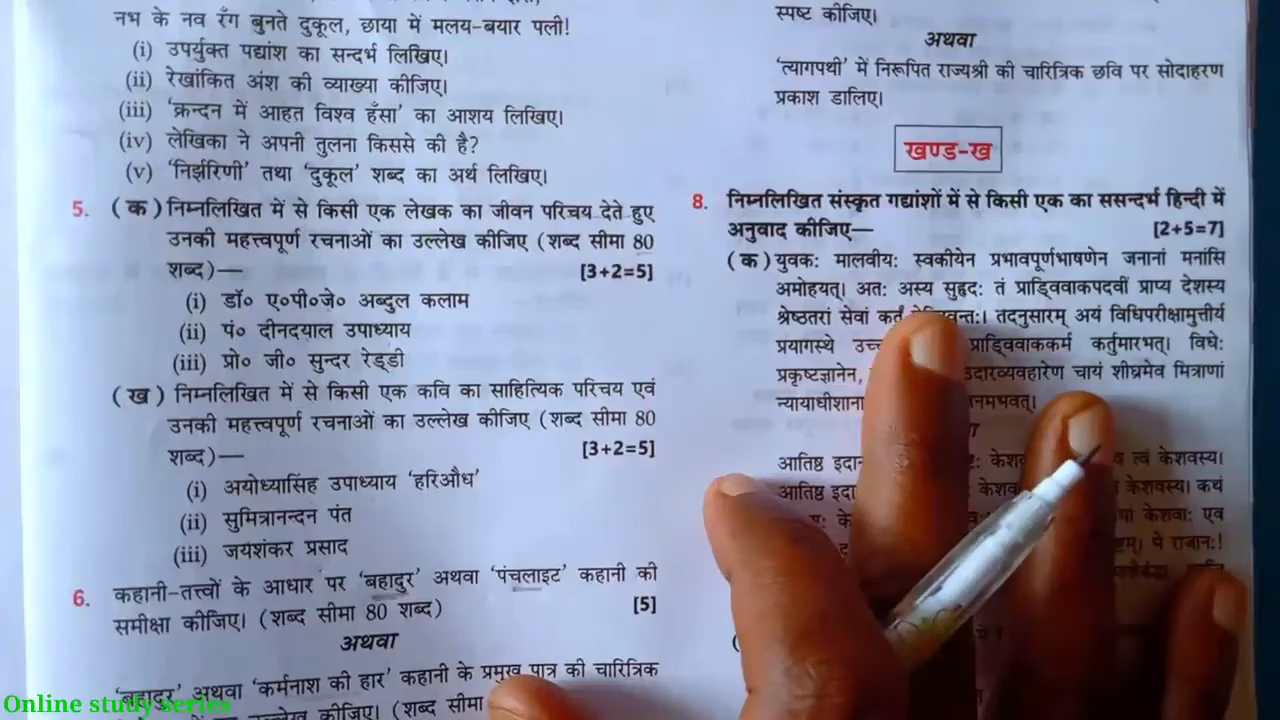 नभ के नव रँग बुनते दुकूल, छाया में मलय-बयार पली!
(i) उपर्युक्त पद्यांश का सन्दर्भ लिखिए।
(ii) रेखांकित अंश की व्याख्या कीजिए।
(iii) ‘क्रन्दन में आहत विश्व हँसा’ का आशय लिखिए।
(iv) लेखिका ने अपनी तुलना किससे की है?
(v) ‘निर्झरिणी’ तथा ‘दुकूल’ शब्द का अर्थ लिखिए।
5. (क) निम्नलिखित में से किसी एक लेखक का जीवन परिचय देते हुए
उनकी महत्त्वपूर्ण रचनाओं का उल्लेख कीजिए (शब्द सीमा 80
शब्द)— [3+2=5]
(i) डॉ० ए०पी०जे० अब्दुल कलाम
(ii) पं० दीनदयाल उपाध्याय
(iii) प्रो० जी० सुन्दर रेड्डी
(ख) निम्नलिखित में से किसी एक कवि का साहित्यिक परिचय एवं
उनकी महत्त्वपूर्ण रचनाओं का उल्लेख कीजिए (शब्द सीमा 80
शब्द)— [3+2=5]
(i) अयोध्यासिंह उपाध्याय ‘हरिऔध’
(ii) सुमित्रानन्दन पंत
(iii) जयशंकर प्रसाद
6. कहानी-तत्त्वों के आधार पर ‘बहादुर’ अथवा ‘पंचलाइट’ कहानी की
समीक्षा कीजिए। (शब्द सीमा 80 शब्द) [5]
अथवा
‘बहादुर’ अथवा ‘कर्मनाश की हार’ कहानी के प्रमुख पात्र की चारित्रिक
उल्लेख कीजिए। (शब्द सीमा
स्पष्ट कीजिए।
अथवा
‘त्यागपथी’ में निरूपित राज्यश्री की चारित्रिक छवि पर सोदाहरण
प्रकाश डालिए।
खण्ड-ख
8. निम्नलिखित संस्कृत गद्यांशों में से किसी एक का ससन्दर्भ हिन्दी में
अनुवाद कीजिए— [2+5=7]
(क) युवकः मालवीयः स्वकीयेन प्रभावपूर्णभाषणेन जनानां मनांसि
अमोहयत्। अतः अस्य सुहृदः तं प्राड्विवाकपदवीं प्राप्य देशस्य
श्रेष्ठतरां सेवां कर्तुं तदनुसारम् अयं विधिपरीक्षामुत्तीर्य
प्रयागस्थे प्राड्विवाककर्म कर्तुमारभत्। विधेः
प्रकृष्टज्ञानेन, उदारव्यवहारेण चायं शीघ्रमेव मित्राणां
आतिष्ठ त्वं केशवस्य।
आतिष्ठ केशवस्य। कथं
केशवाः एव
राजानः!
Online study series